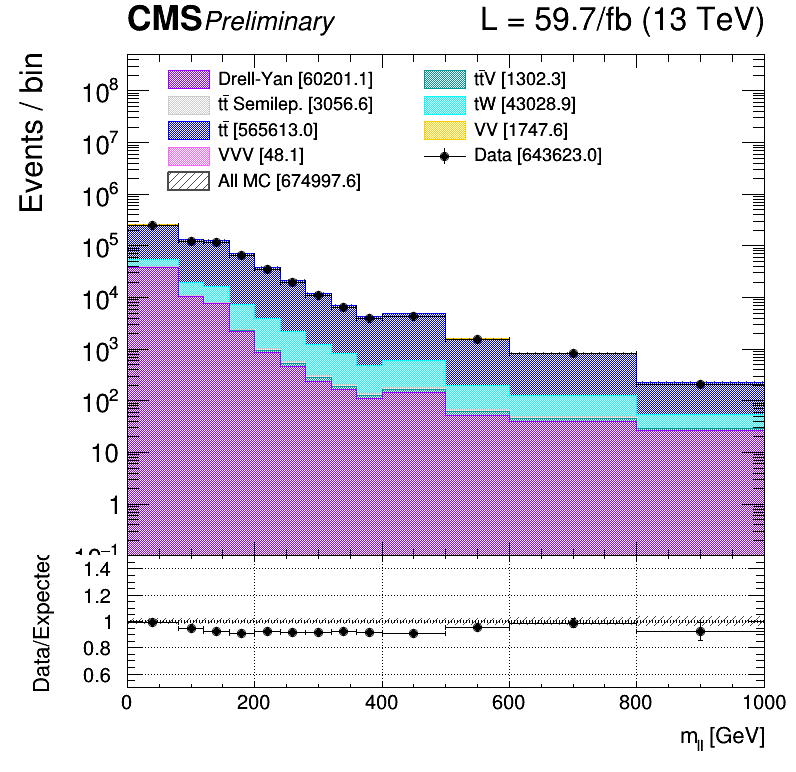 CMS Preliminary L = 59.7/fb (13 TeV)
Events / bin
Drell-Yan [60201.1]
tt̄ Semilep. [3056.6]
tt̄ [565613.0]
VVV [48.1]
All MC [674997.6]
tt̄V [1302.3]
tW [43028.9]
VV [1747.6]
Data [643623.0]
10⁸
10⁷
10⁶
10⁵
10⁴
10³
10²
10
1
10⁻¹
Data/Expected
1.4
1.2
1
0.8
0.6
0 200 400 600 800 1000
m_ll [GeV]